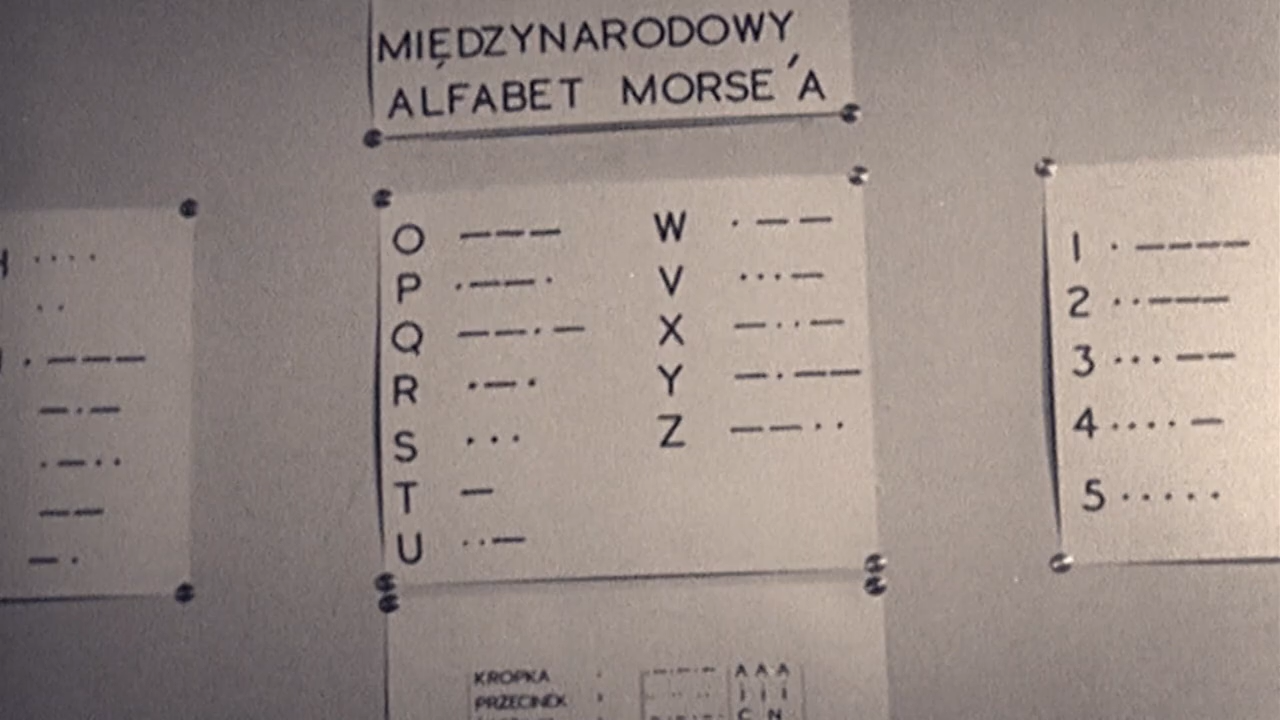 MIĘDZYNARODOWY
ALFABET MORSE'A
H ....
..
. — — —
— . —
. — . .
— —
— .
O — — —
P . — — .
Q — — . —
R . — .
S ...
T —
U . . —
W . — —
V . . . —
X — . . —
Y — . — —
Z — — . .
1 . — — — —
2 . . — — —
3 . . . — —
4 . . . . —
5 . . . . .
KROPKA . . — . — . — A A A
PRZECINEK , . . . . I I I
C N